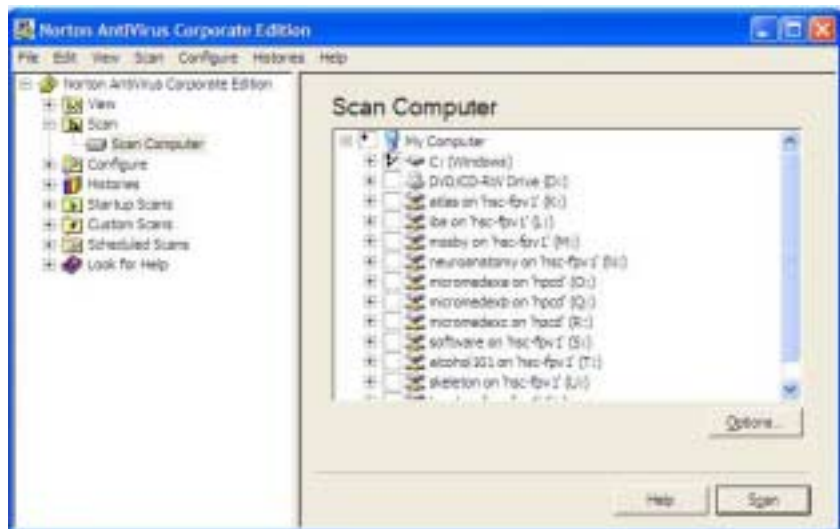 Norton AntiVirus Corporate Edition
File Edit View Scan Configure Histories Help
Norton AntiVirus Corporate Edition
View
Scan
Scan Computer
Configure
Histories
Startup Scans
Custom Scans
Scheduled Scans
Look for Help
Scan Computer
My Computer
C: (Windows)
DVD/CD-RW Drive (D:)
atlas on 'hsc-fpv1' (K:)
iba on 'hsc-fpv1' (L:)
mosby on 'hsc-fpv1' (M:)
neuroanatomy on 'hsc-fpv1' (N:)
micromedexa on 'hpcd' (O:)
micromedexb on 'hpcd' (Q:)
micromedexc on 'hpcd' (R:)
software on 'hsc-fpv1' (S:)
alcohol101 on 'hsc-fpv1' (T:)
skeleton on 'hsc-fpv1' (U:)
Options...
Help
Scan